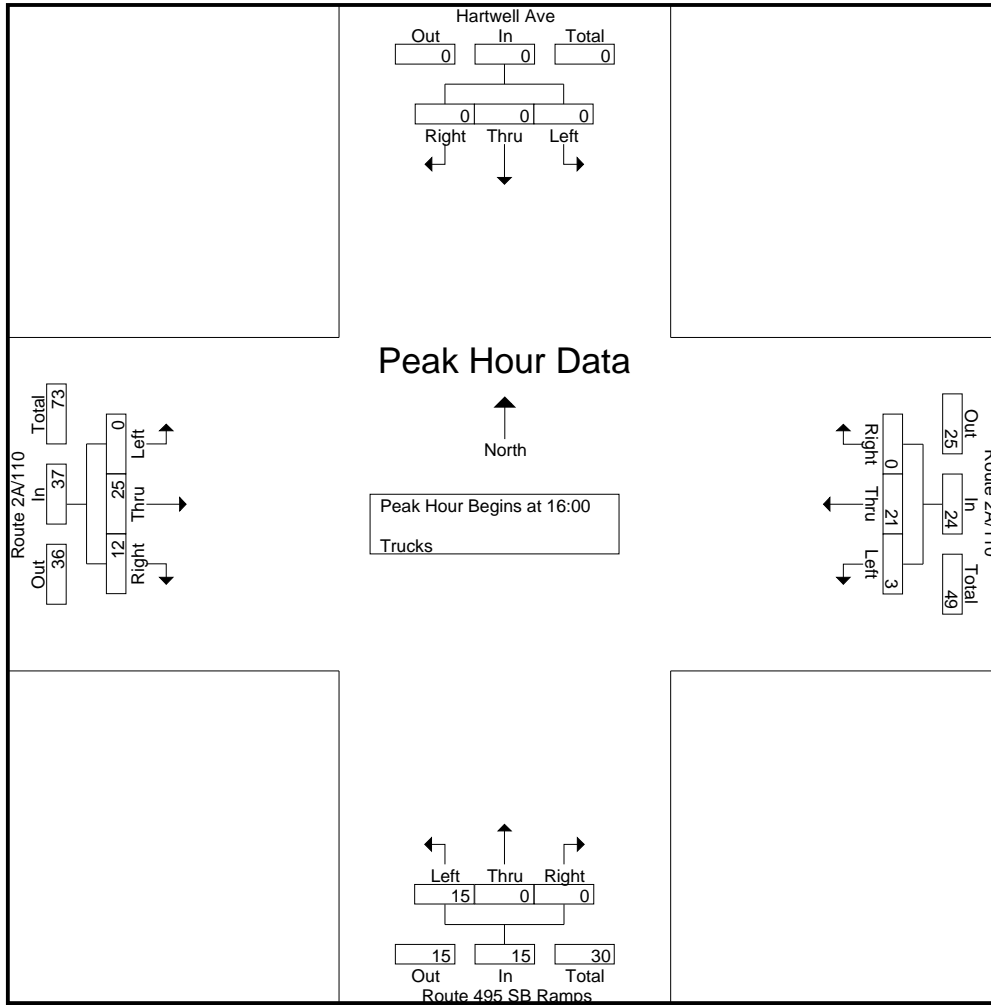 Hartwell Ave
Out In Total
0 0 0
0 0 0
Right Thru Left
Peak Hour Data
North
Peak Hour Begins at 16:00
Trucks
Route 2A/110
Total In Out
73 37 36
0 25 12
Left Thru Right
Right Thru Left
0 21 3
Out In Total
25 24 49
Route 2A/110
Left Thru Right
15 0 0
15 15 30
Out In Total
Route 495 SB Ramps